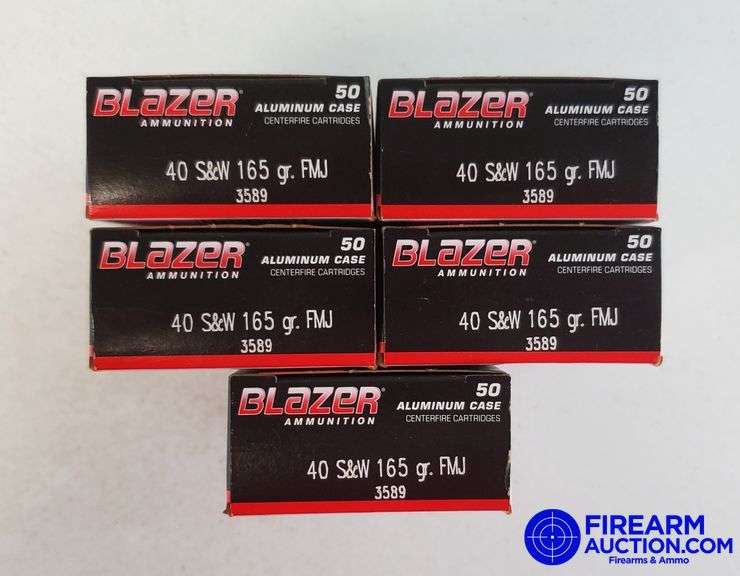 BLAZER® 50
AMMUNITION ALUMINUM CASE
CENTERFIRE CARTRIDGES
40 S&W 165 gr. FMJ
3589
BLAZER® 50
AMMUNITION ALUMINUM CASE
CENTERFIRE CARTRIDGES
40 S&W 165 gr. FMJ
3589
BLAZER® 50
AMMUNITION ALUMINUM CASE
CENTERFIRE CARTRIDGES
40 S&W 165 gr. FMJ
3589
BLAZER® 50
AMMUNITION ALUMINUM CASE
CENTERFIRE CARTRIDGES
40 S&W 165 gr. FMJ
3589
BLAZER® 50
AMMUNITION ALUMINUM CASE
CENTERFIRE CARTRIDGES
40 S&W 165 gr. FMJ
3589
FIREARM
AUCTION.COM
Firearms & Ammo